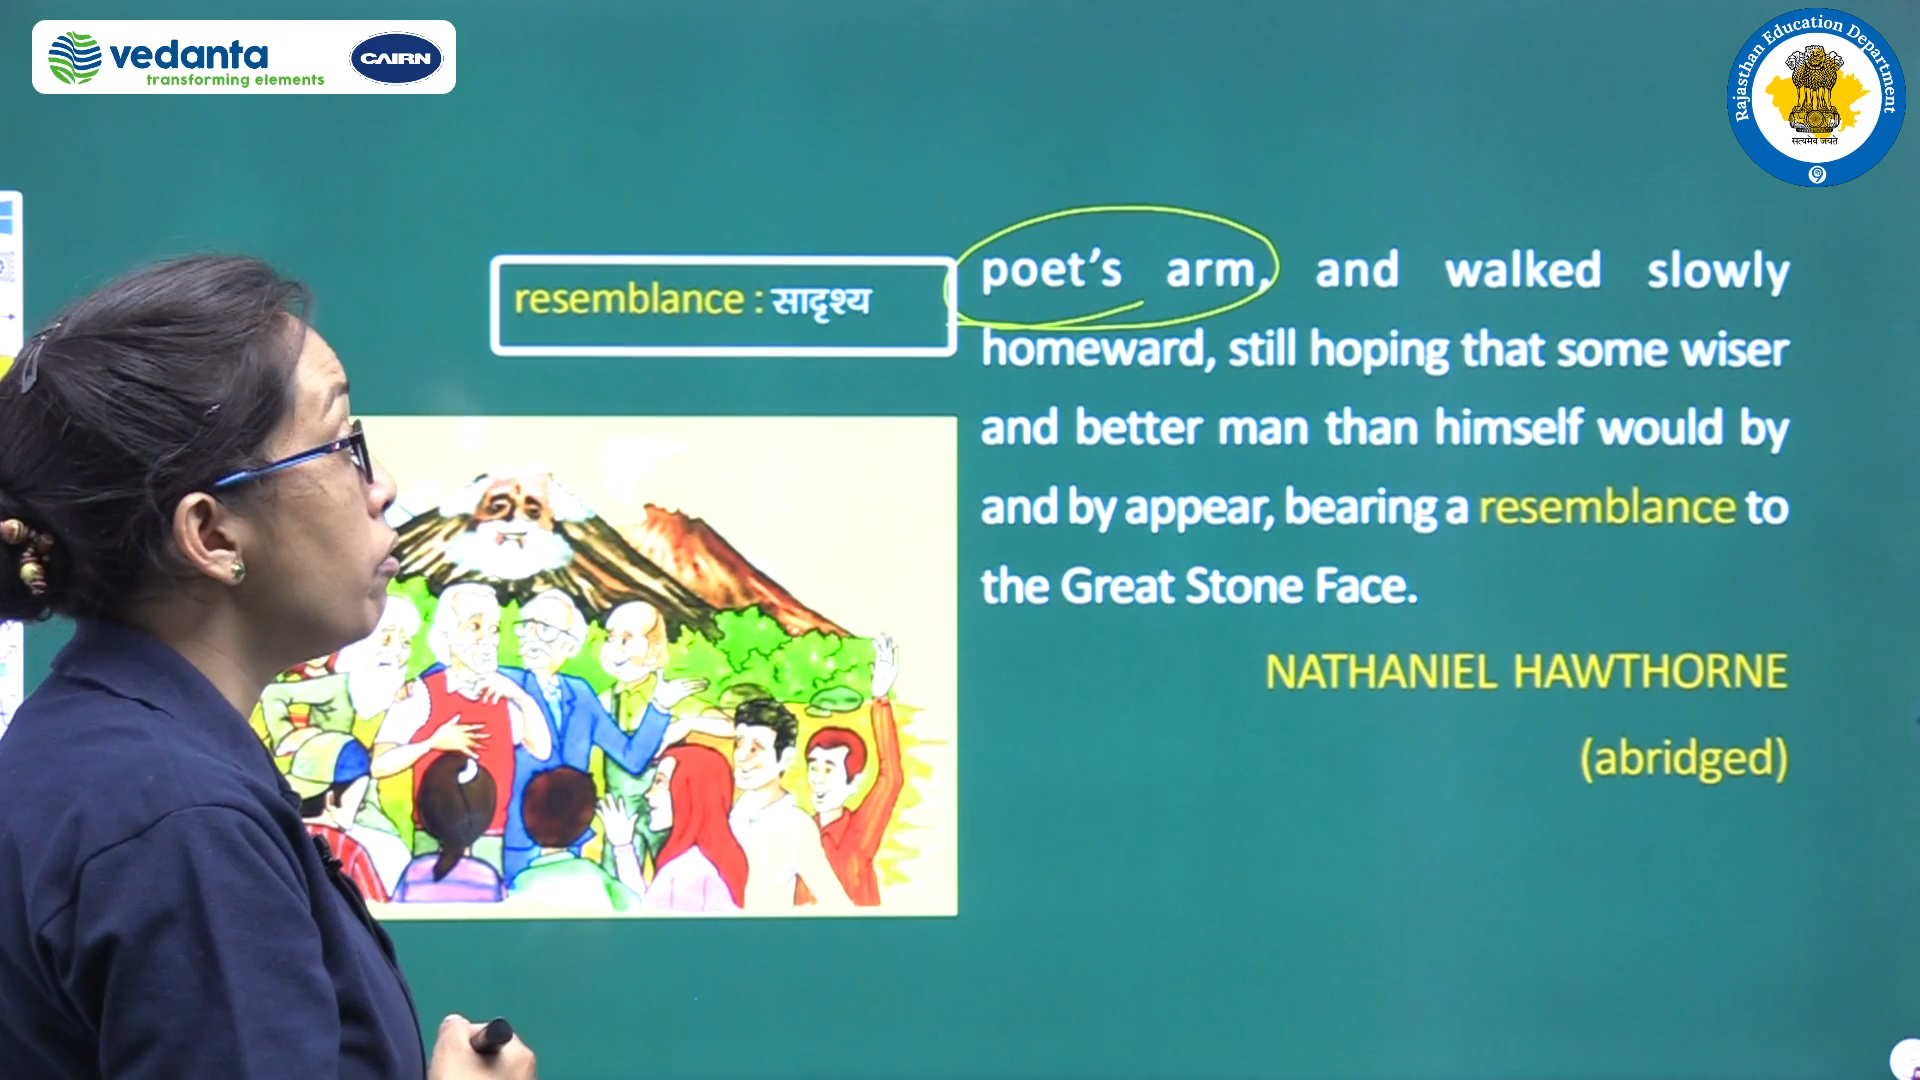 vedanta
transforming elements
CAIRN
Rajasthan Education Department
सत्यमेव जयते
resemblance : सादृश्य
poet's arm, and walked slowly
homeward, still hoping that some wiser
and better man than himself would by
and by appear, bearing a resemblance to
the Great Stone Face.
NATHANIEL HAWTHORNE
(abridged)